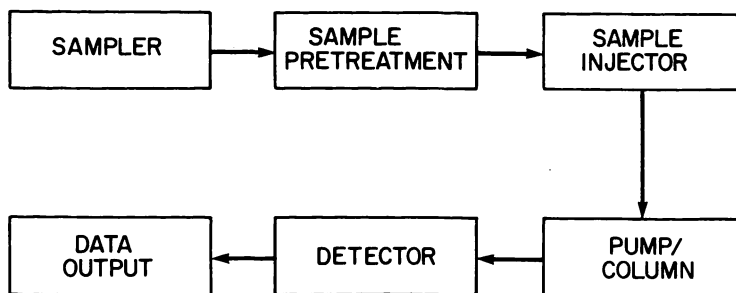 SAMPLER
SAMPLE
PRETREATMENT
SAMPLE
INJECTOR
PUMP/
COLUMN
DETECTOR
DATA
OUTPUT